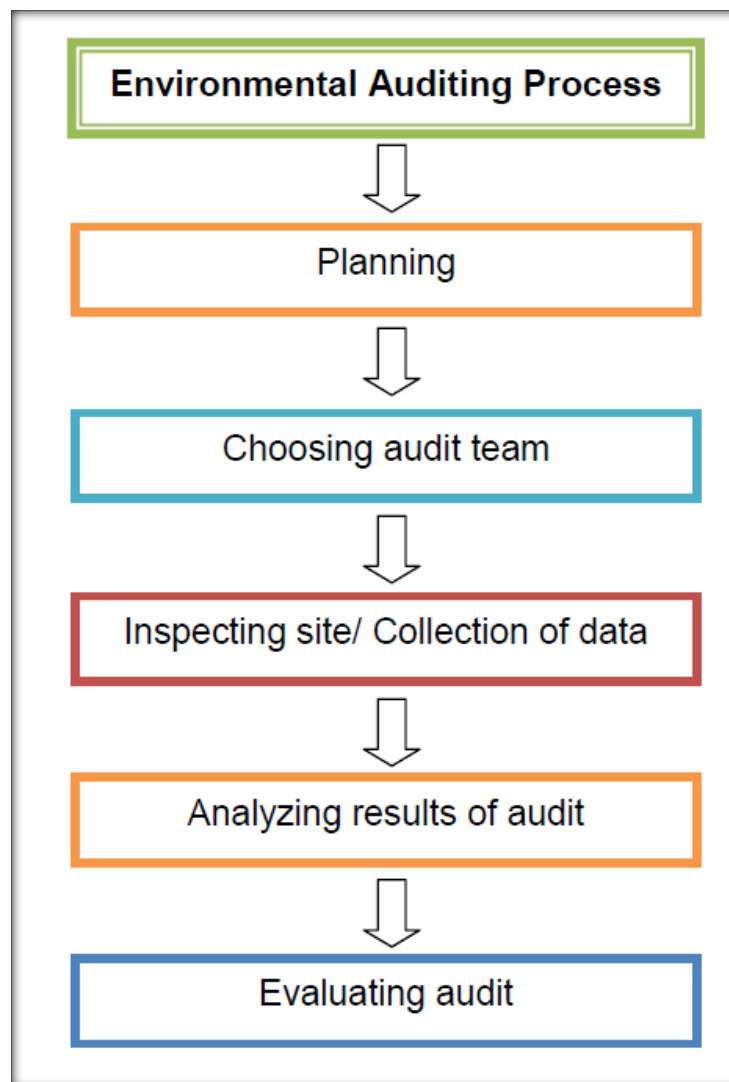 Environmental Auditing Process
Planning
Choosing audit team
Inspecting site/ Collection of data
Analyzing results of audit
Evaluating audit